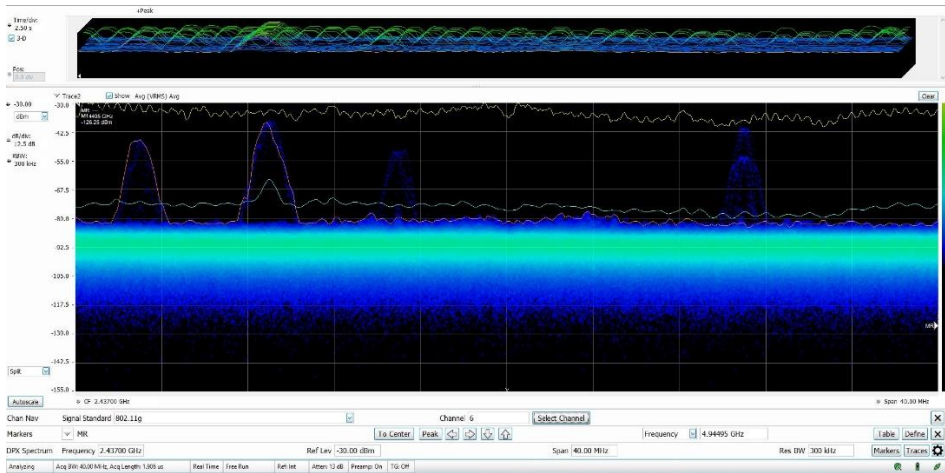 +Peak
Time/div:
2.50 s
3-D
Pos:
Trace2 Show Avg (VRMS) Avg Clear
-30.00
dBm
dB/div:
12.5 dB
RBW:
300 kHz
-30.0
MR
-42.5
-55.0
-67.5
-80.0
-92.5
-105.0
-117.5
-130.0
-142.5
-155.0
MR
Split
Autoscale CF 2.43700 GHz Span 40.00 MHz
Chan Nav Signal Standard 802.11g Channel 6 Select Channel
Markers MR To Center Peak Frequency 4.94495 GHz Table Define
DPX Spectrum Frequency 2.43700 GHz Ref Lev -30.00 dBm Span 40.00 MHz Res BW 300 kHz Markers Traces
Analyzing Acq BW: 40.00 MHz, Acq Length: Real Time Free Run Ref: Int Atten: 13 dB Preamp: On TG: Off